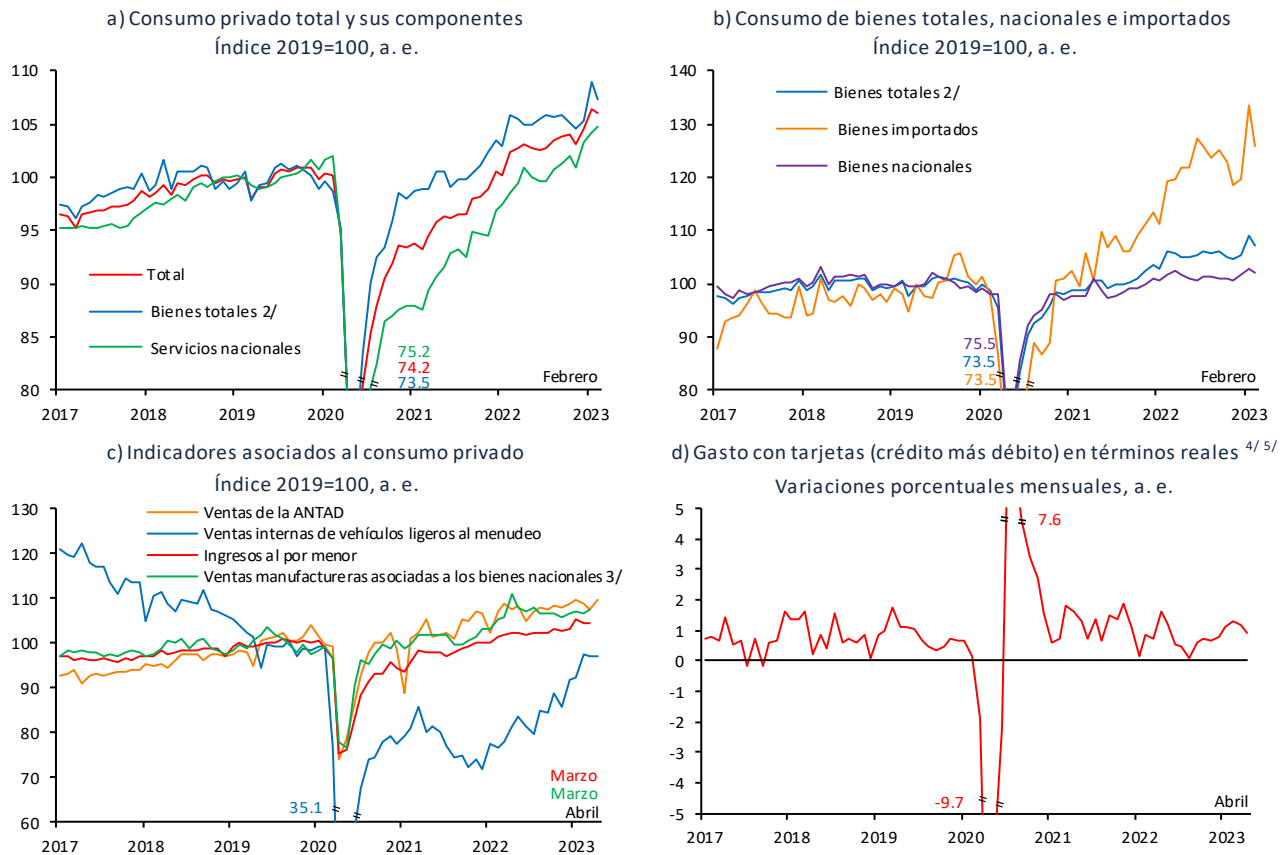 a) Consumo privado total y sus componentes
Índice 2019=100, a. e.
110
105
100
95
90
85
80
Total
Bienes totales 2/
Servicios nacionales
75.2
74.2
73.5
Febrero
2017 2018 2019 2020 2021 2022 2023
b) Consumo de bienes totales, nacionales e importados
Índice 2019=100, a. e.
140
130
120
110
100
90
80
Bienes totales 2/
Bienes importados
Bienes nacionales
75.5
73.5
73.5
Febrero
2017 2018 2019 2020 2021 2022 2023
c) Indicadores asociados al consumo privado
Índice 2019=100, a. e.
130
120
110
100
90
80
70
60
Ventas de la ANTAD
Ventas internas de vehículos ligeros al menudeo
Ingresos al por menor
Ventas manufactureras asociadas a los bienes nacionales 3/
35.1
Marzo
Marzo
Abril
2017 2018 2019 2020 2021 2022 2023
d) Gasto con tarjetas (crédito más débito) en términos reales 4/ 5/
Variaciones porcentuales mensuales, a. e.
5
4
3
2
1
0
-1
-2
-3
-4
-5
7.6
-9.7
Abril
2017 2018 2019 2020 2021 2022 2023